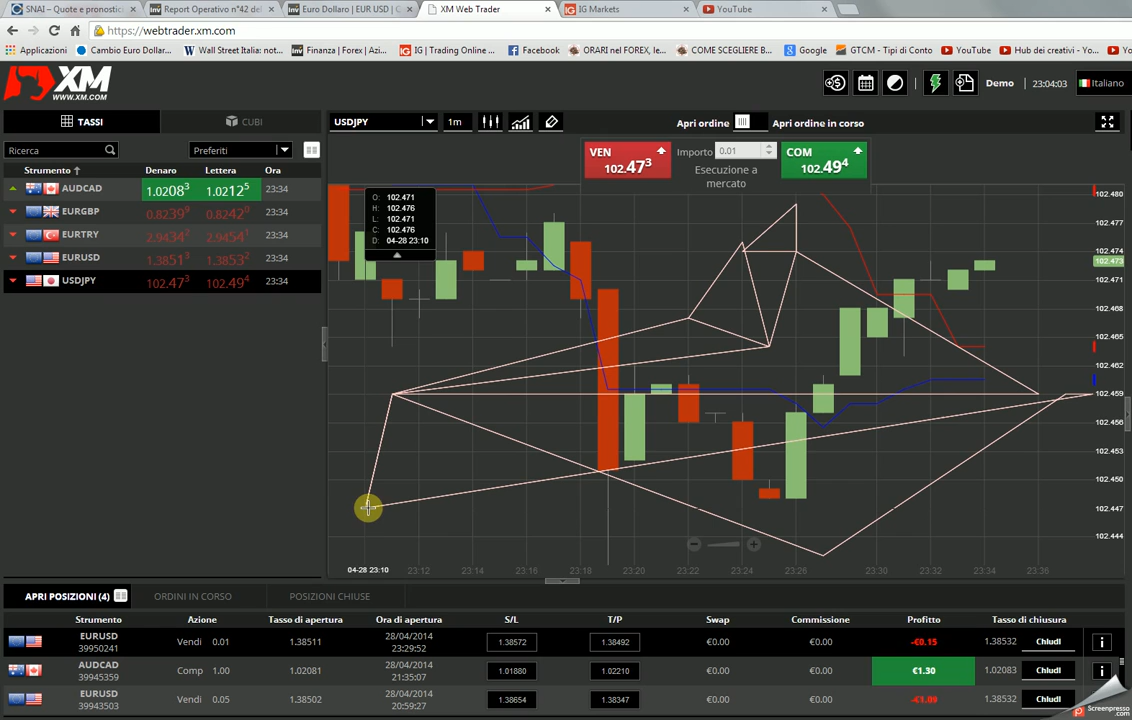 SNAI – Quote e pronostic
Report Operativo n°42 del
Euro Dollaro | EUR USD | Q
XM Web Trader
IG Markets
YouTube
https://webtrader.xm.com
Applicazioni
Cambio Euro Dollar...
Wall Street Italia: not...
Finanza | Forex | Azi...
IG | Trading Online ...
Facebook
ORARI nel FOREX, le...
COME SCEGLIERE B...
Google
GTCM - Tipi di Conto
YouTube
Hub dei creativi - Yo...
XM
WWW.XM.COM
Demo
23:04:03
Italiano
TASSI
CUBI
USDJPY
1m
Apri ordine
Apri ordine in corso
Ricerca
Preferiti
VEN
102.473
Importo
0.01
Esecuzione a
mercato
COM
102.494
Strumento
Denaro
Lettera
Ora
AUDCAD 1.02083 1.02125 23:34
EURGBP 0.82399 0.82420 23:34
EURTRY 2.94342 2.94541 23:34
EURUSD 1.38513 1.38532 23:34
USDJPY 102.473 102.494 23:34
O: 102.471
H: 102.476
L: 102.471
C: 102.476
D: 04-28 23:10
102.480
102.477
102.474
102.473
102.471
102.468
102.465
102.462
102.459
102.456
102.453
102.450
102.447
102.444
04-28 23:10
23:12
23:14
23:16
23:18
23:20
23:22
23:24
23:26
23:28
23:30
23:32
23:34
23:36
APRI POSIZIONI (4)
ORDINI IN CORSO
POSIZIONI CHIUSE
Strumento Azione Tasso di apertura Ora di apertura S/L T/P Swap Commissione Profitto Tasso di chiusura
EURUSD
39950241
Vendi 0.01 1.38511
28/04/2014
23:29:52
1.38572 1.38492 €0.00 €0.00 -€0.15 1.38532 Chiudi
AUDCAD
39945359
Comp 1.00 1.02081
28/04/2014
21:35:07
1.01880 1.02210 €0.00 €0.00 €1.30 1.02083 Chiudi
EURUSD
39943503
Vendi 0.05 1.38502
28/04/2014
20:59:27
1.38654 1.38347 €0.00 €0.00 -€1.09 1.38532 Chiudi
Screenpresso
.com